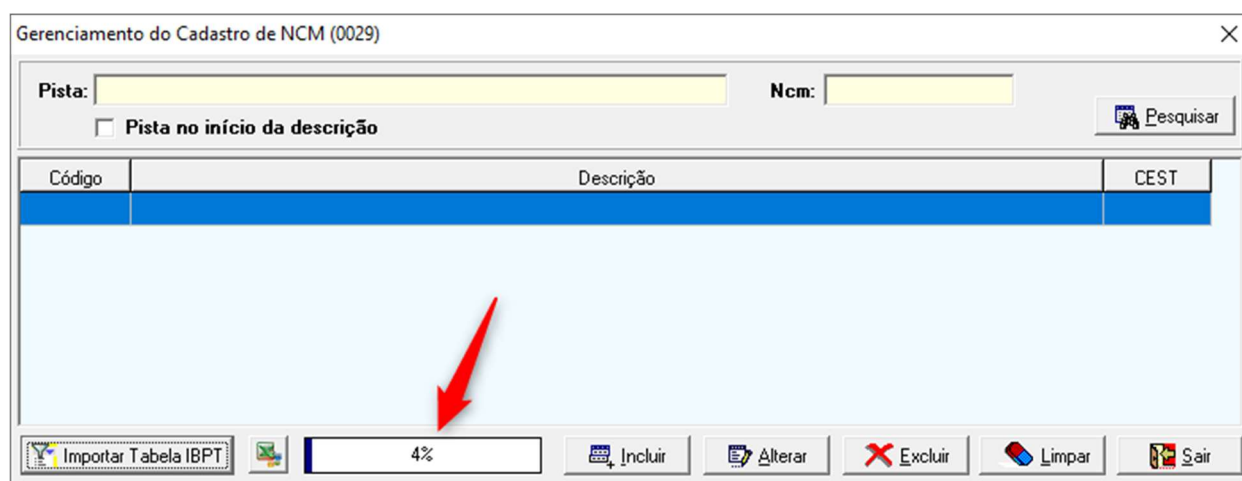 Gerenciamento do Cadastro de NCM (0029)
Pista: Ncm:
Pista no início da descrição
Pesquisar
Código Descrição CEST
Importar Tabela IBPT 4% Incluir Alterar Excluir Limpar Sair